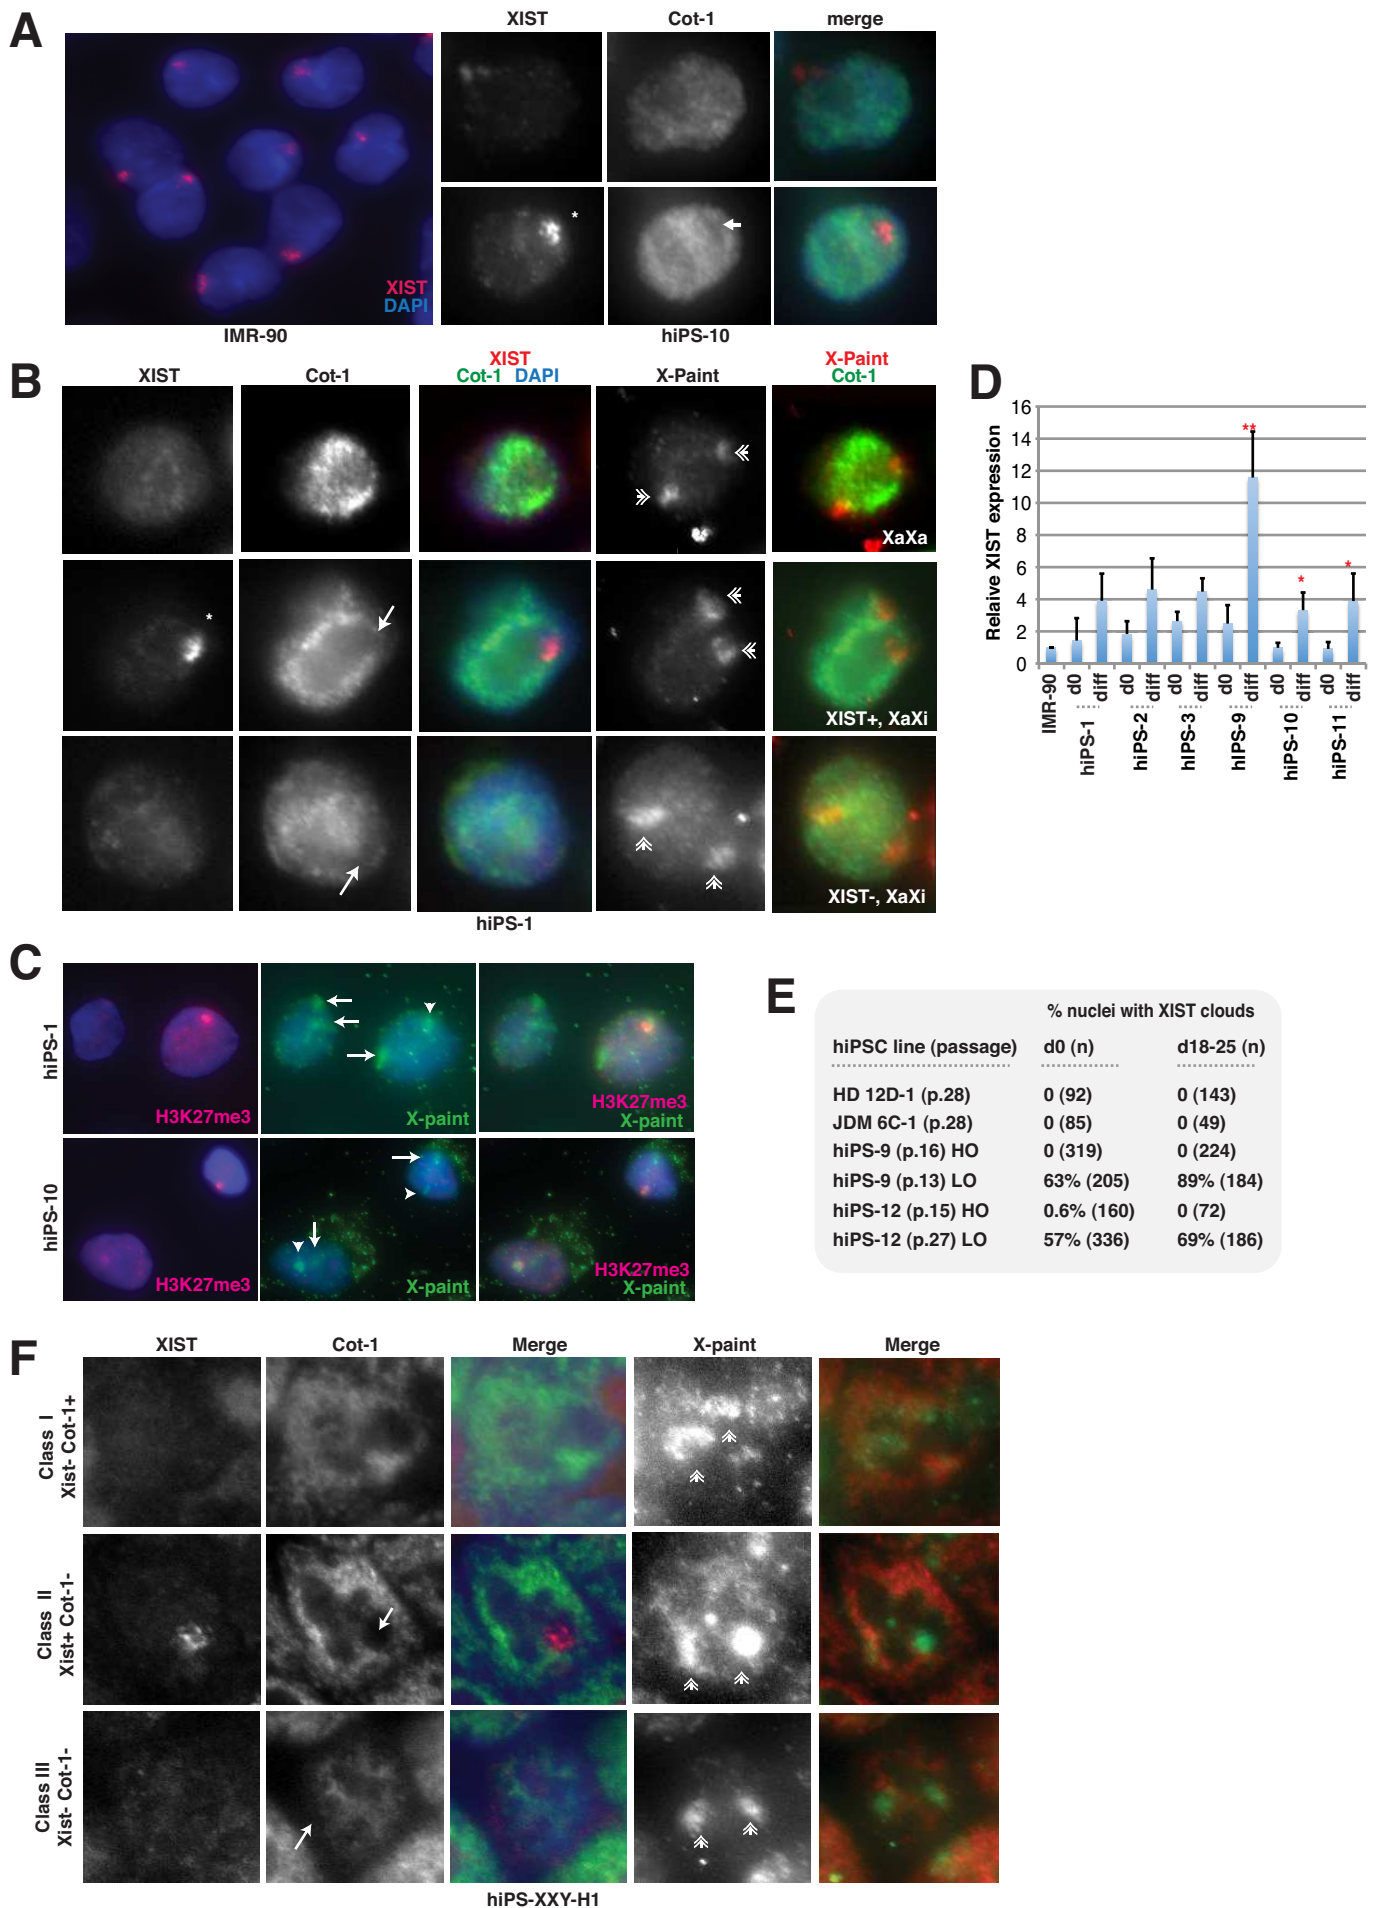 A
XIST Cot-1 merge
*
XIST
DAPI
IMR-90 hiPS-10
B
XIST Cot-1 XIST X-Paint X-Paint
Cot-1 DAPI Cot-1
XaXa
*
XIST+, XaXi
XIST-, XaXi
hiPS-1
D
Relaive XIST expression
16
14
12
10
8
6
4
2
0
**
*
*
IMR-90 d0 diff d0 diff d0 diff d0 diff d0 diff d0 diff
hiPS-1 hiPS-2 hIPS-3 hIPS-9 hiPS-10 hiPS-11
C
hiPS-1
H3K27me3 X-paint H3K27me3
X-paint
hiPS-10
H3K27me3 X-paint H3K27me3
X-paint
E
% nuclei with XIST clouds
hiPSC line (passage) d0 (n) d18-25 (n)
HD 12D-1 (p.28) 0 (92) 0 (143)
JDM 6C-1 (p.28) 0 (85) 0 (49)
hiPS-9 (p.16) HO 0 (319) 0 (224)
hiPS-9 (p.13) LO 63% (205) 89% (184)
hiPS-12 (p.15) HO 0.6% (160) 0 (72)
hiPS-12 (p.27) LO 57% (336) 69% (186)
F
XIST Cot-1 Merge X-paint Merge
Class I
Xist- Cot-1+
Class II
Xist+ Cot-1-
Class III
Xist- Cot-1-
hiPS-XXY-H1